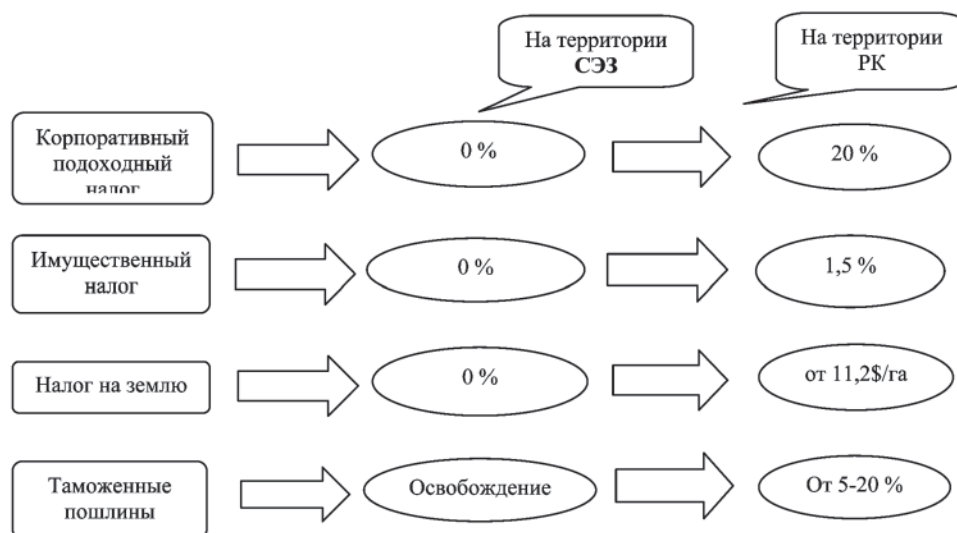 На территории
СЭЗ
На территории
РК
Корпоративный
подоходный
налог
0 %
20 %
Имущественный
налог
0 %
1,5 %
Налог на землю
0 %
от 11,2$/га
Таможенные
пошлины
Освобождение
От 5-20 %